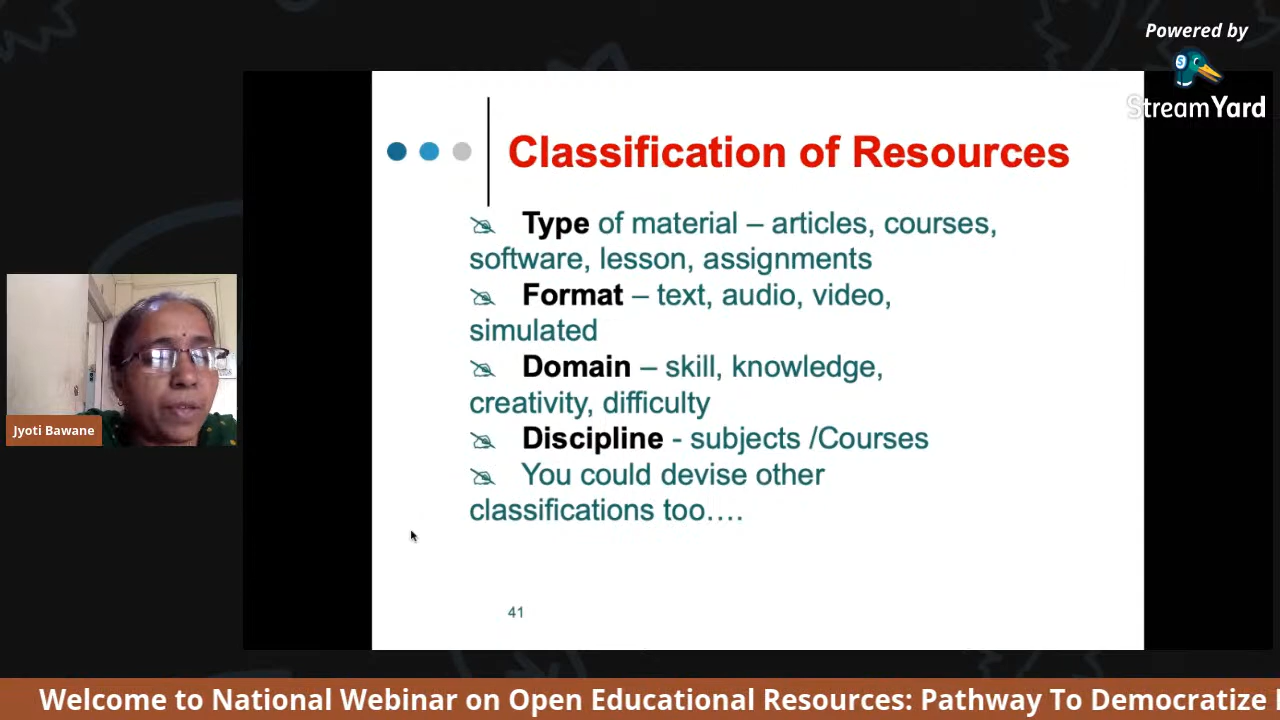 Powered by
StreamYard
Classification of Resources
Type of material – articles, courses,
software, lesson, assignments
Format – text, audio, video,
simulated
Domain – skill, knowledge,
creativity, difficulty
Discipline - subjects /Courses
You could devise other
classifications too….
Jyoti Bawane
41
Welcome to National Webinar on Open Educational Resources: Pathway To Democratize